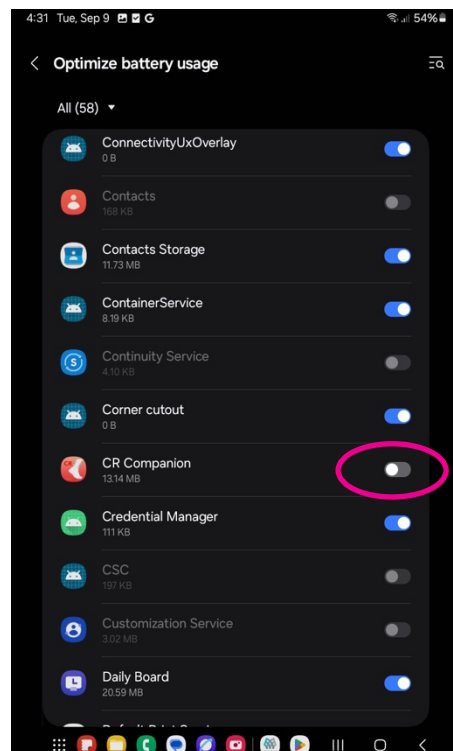 4:31 Tue, Sep 9 G 54%
Optimize battery usage
All (58)
ConnectivityUxOverlay
0 B
Contacts
168 KB
Contacts Storage
11.73 MB
ContainerService
8.19 KB
Continuity Service
4.10 KB
Corner cutout
0 B
CR Companion
13.14 MB
Credential Manager
111 KB
CSC
197 KB
Customization Service
3.02 MB
Daily Board
20.59 MB